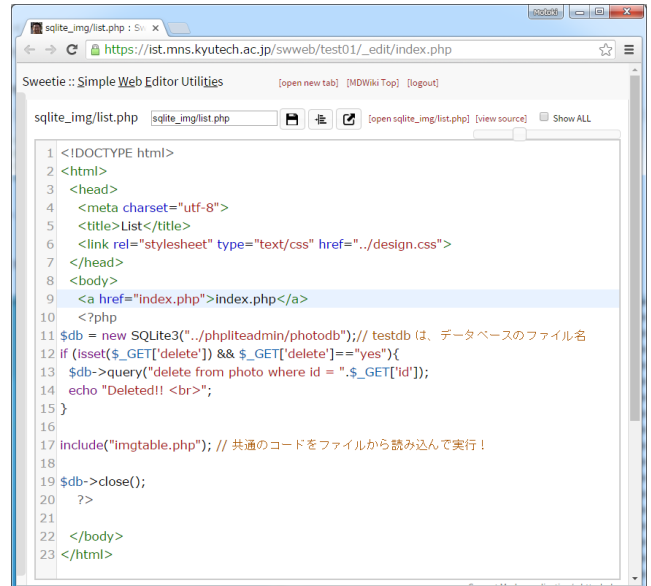 Motoki
sqlite_img/list.php : Sw
https://ist.mns.kyutech.ac.jp/swweb/test01/_edit/index.php
Sweetie :: Simple Web Editor Utilities [open new tab] [MDWiki Top] [logout]
sqlite_img/list.php sqlite_img/list.php [open sqlite_img/list.php] [view source] Show ALL
1 <!DOCTYPE html>
2 <html>
3 <head>
4 <meta charset="utf-8">
5 <title>List</title>
6 <link rel="stylesheet" type="text/css" href="../design.css">
7 </head>
8 <body>
9 <a href="index.php">index.php</a>
10 <?php
11 $db = new SQLite3("../phpliteadmin/photodb");// testdb は、データベースのファイル名
12 if (isset($_GET['delete']) && $_GET['delete']=="yes"){
13 $db->query("delete from photo where id = ".$_GET['id']);
14 echo "Deleted!! <br>";
15 }
16
17 include("imgtable.php"); // 共通のコードをファイルから読み込んで実行！
18
19 $db->close();
20 ?>
21
22 </body>
23 </html>